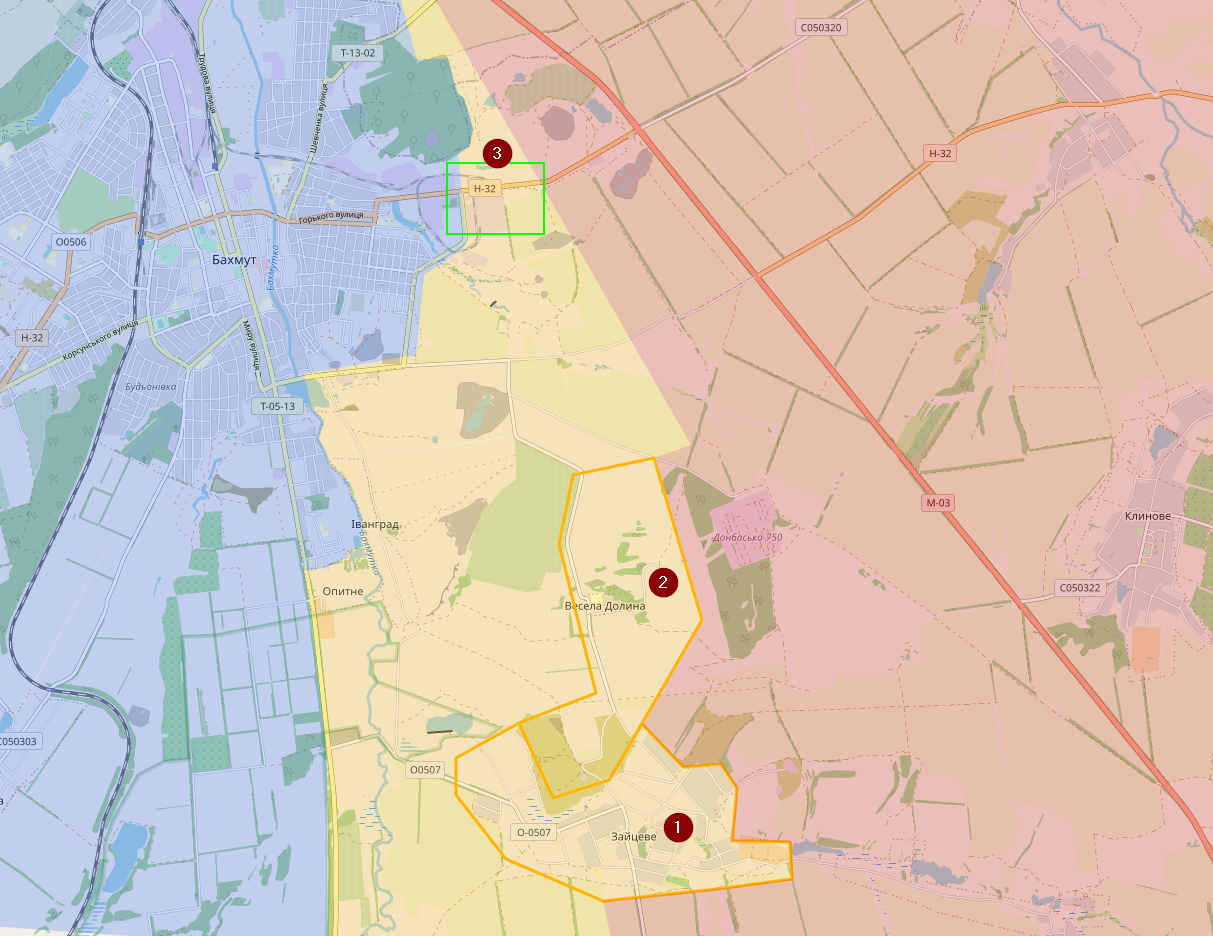 С050320
Т-13-02
Трудова вулиця
Шевченка вулиця
3
Н-32
Н-32
Горького вулиця
О0506
Бахмут
Бахмутка
Н-32
Корсунського вулиця
Миру вулиця
Будьонівка
Т-05-13
М-03
Клинове
Іванград
Донбаська-750
Бахмутка
2
С050322
Опитне
Весела Долина
С050303
О0507
1
О-0507
Зайцеве
а